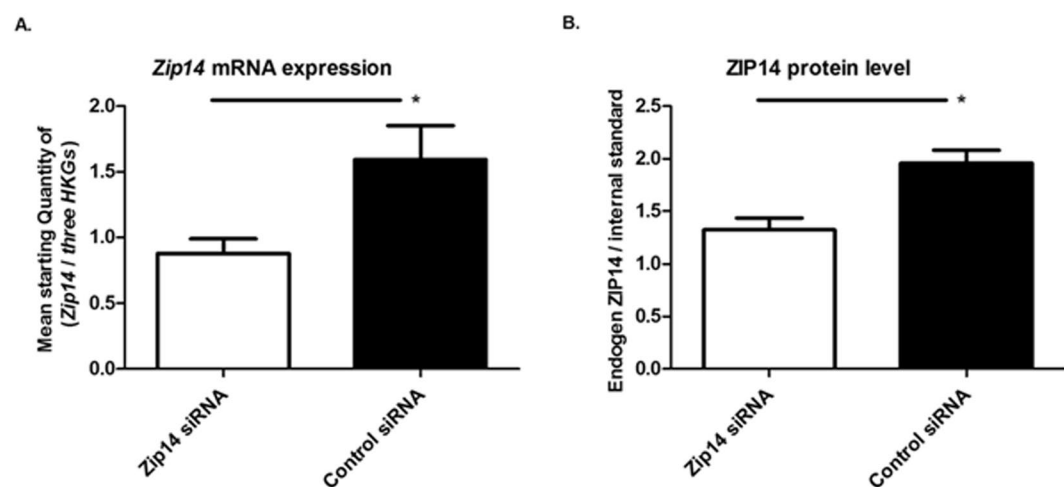 A.
Zip14 mRNA expression
*
Mean starting Quantity of
(Zip14 / three HKGs)
2.0
1.5
1.0
0.5
0.0
Zip14 siRNA
Control siRNA
B.
ZIP14 protein level
*
Endogen ZIP14 / internal standard
2.5
2.0
1.5
1.0
0.5
0.0
Zip14 siRNA
Control siRNA